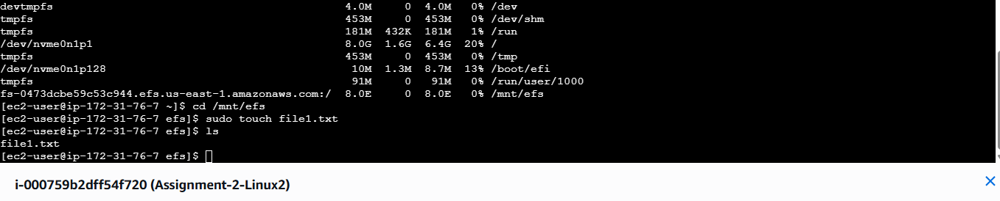 devtmpfs 4.0M 0 4.0M 0% /dev
tmpfs 453M 0 453M 0% /dev/shm
tmpfs 181M 432K 181M 1% /run
/dev/nvme0n1p1 8.0G 1.6G 6.4G 20% /
tmpfs 453M 0 453M 0% /tmp
/dev/nvme0n1p128 10M 1.3M 8.7M 13% /boot/efi
tmpfs 91M 0 91M 0% /run/user/1000
fs-0473dcbe59c53c944.efs.us-east-1.amazonaws.com:/ 8.0E 0 8.0E 0% /mnt/efs
[ec2-user@ip-172-31-76-7 ~]$ cd /mnt/efs
[ec2-user@ip-172-31-76-7 efs]$ sudo touch file1.txt
[ec2-user@ip-172-31-76-7 efs]$ ls
file1.txt
[ec2-user@ip-172-31-76-7 efs]$
i-000759b2dff54f720 (Assignment-2-Linux2)